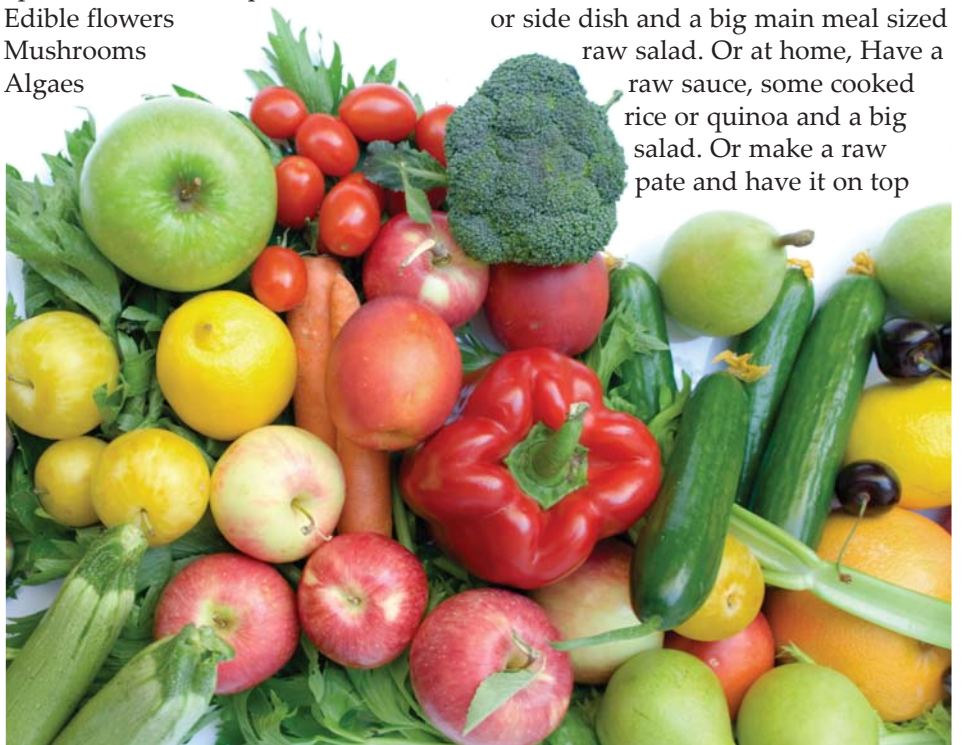 Edible flowers
Mushrooms
Algaes
or side dish and a big main meal sized
raw salad. Or at home, Have a
raw sauce, some cooked
rice or quinoa and a big
salad. Or make a raw
pate and have it on top